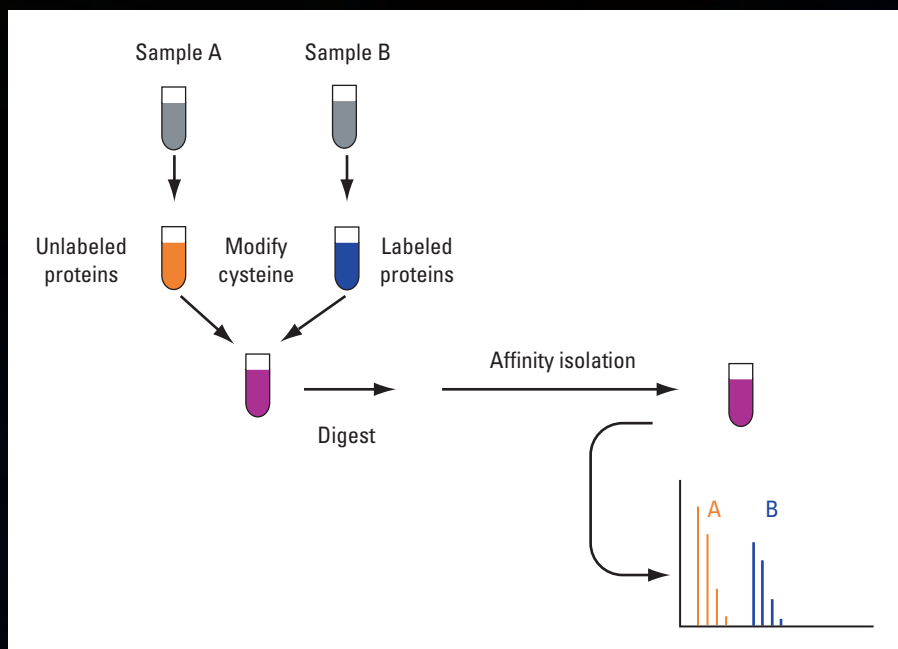 Sample A
Sample B
Unlabeled
proteins
Modify
cysteine
Labeled
proteins
Affinity isolation
Digest
A
B